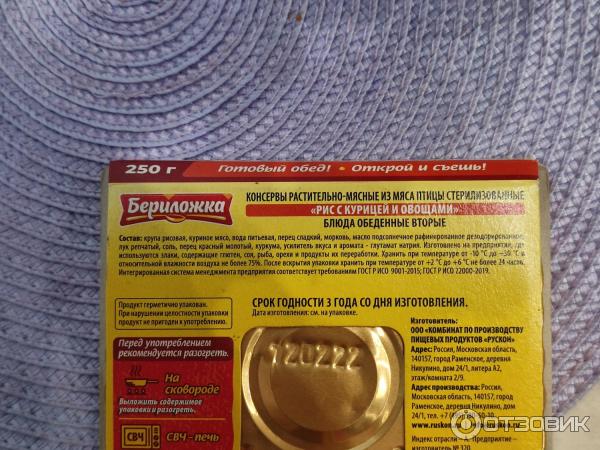 250 г Готовый обед! • Открой и съешь!
Бериложка
КОНСЕРВЫ РАСТИТЕЛЬНО-МЯСНЫЕ ИЗ МЯСА ПТИЦЫ СТЕРИЛИЗОВАННЫЕ
«РИС С КУРИЦЕЙ И ОВОЩАМИ»
БЛЮДА ОБЕДЕННЫЕ ВТОРЫЕ
Состав: крупа рисовая, куриное мясо, вода питьевая, перец сладкий, морковь, масло подсолнечное рафинированное дезодорированное,
лук репчатый, соль, перец красный молотый, куркума, усилитель вкуса и аромата - глутамат натрия. Изготовлено на предприятии, где
используются злаки, содержащие глютен, соя, рыба, орехи и продукты их переработки. Хранить при температуре от -10 °С до +30 °С и
относительной влажности воздуха не более 75%. После вскрытия упаковки хранить при температуре от +2 °С до +6 °С не более 24 часов.
Интегрированная система менеджмента предприятия соответствует требованиям ГОСТ Р ИСО 9001-2015; ГОСТ Р ИСО 22000-2019.
Продукт герметично упакован.
При нарушении целостности упаковки
продукт не пригоден к употреблению.
СРОК ГОДНОСТИ 3 ГОДА СО ДНЯ ИЗГОТОВЛЕНИЯ.
Дата изготовления: см. на упаковке.
Перед употреблением
рекомендуется разогреть.
На
сковороде
Выложить содержимое
упаковки и разогреть.
СВЧ
СВЧ - печь
120222
Изготовитель:
ООО «КОМБИНАТ ПО ПРОИЗВОДСТВУ
ПИЩЕВЫХ ПРОДУКТОВ «РУСКОН»
Адрес: Россия, Московская область,
140157, город Раменское, деревня
Никулино, дом 24/1, литера А2,
этаж/комната 2/9.
Адрес производства: Россия,
Московская область, 140157, город
Раменское, деревня Никулино, дом
24/1, тел. +7
www.ruskon.ru
Индекс отрасли - А Предприятие -
изготовитель № 320.
ОТЗОВИК